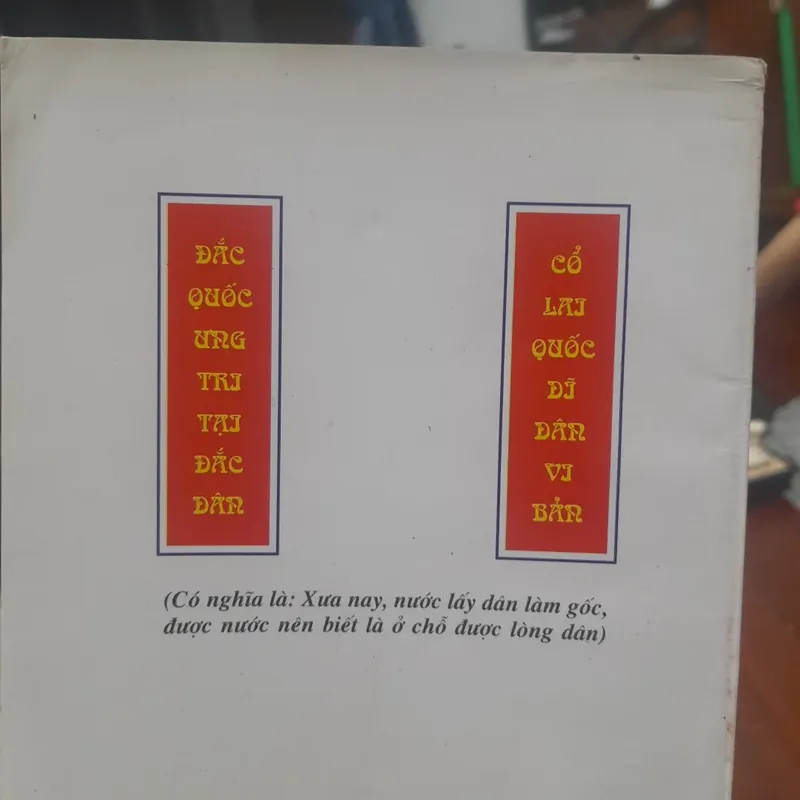 ĐẮC
QUỐC
ƯNG
TRI
TẠI
ĐẮC
DÂN
CỔ
LAI
QUỐC
DĨ
DÂN
VI
BẢN
(Có nghĩa là: Xưa nay, nước lấy dân làm gốc,
được nước nên biết là ở chỗ được lòng dân)